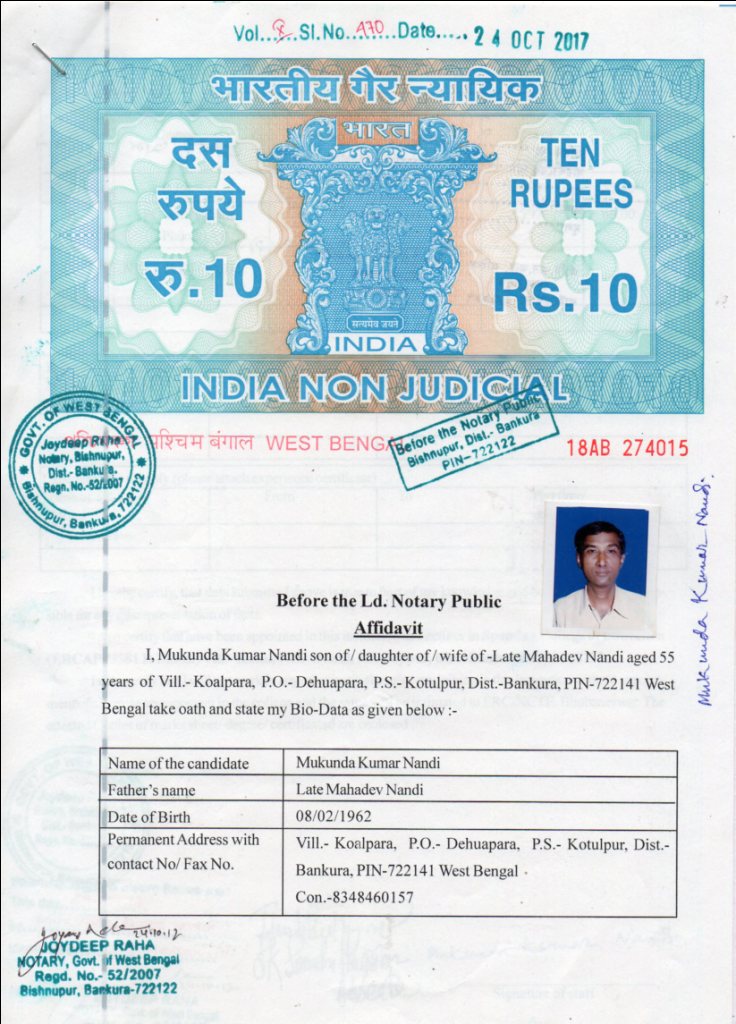 Vol. X Sl.No. 170 Date...... 24 OCT 2017
भारतीय गैर न्यायिक
भारत
दस
रुपये
रु.10
TEN
RUPEES
Rs.10
सत्यमेव जयते
INDIA
INDIA NON JUDICIAL
पश्चिम बंगाल WEST BENGAL
18AB 274015
GOVT. OF WEST BENGAL
Joydeep Raha
Notary, Bishnupur,
Dist.- Bankura.
Regn. No.-52/2007
Bishnupur, Bankura-722122
Before the Notary Public
Bishnupur, Dist.- Bankura
PIN-722122
Mukunda Kumar Nandi.
Before the Ld. Notary Public
Affidavit
I, Mukunda Kumar Nandi son of / daughter of / wife of -Late Mahadev Nandi aged 55
years of Vill.- Koalpara, P.O.- Dehuapara, P.S.- Kotulpur, Dist.-Bankura, PIN-722141 West
Bengal take oath and state my Bio-Data as given below :-
Name of the candidate Mukunda Kumar Nandi
Father's name Late Mahadev Nandi
Date of Birth 08/02/1962
Permanent Address with Vill.- Koalpara, P.O.- Dehuapara, P.S.- Kotulpur, Dist.-
contact No/ Fax No. Bankura, PIN-722141 West Bengal
Con.-8348460157
24.10.17
JOYDEEP RAHA
NOTARY, Govt. of West Bengal
Regd. No.- 52/2007
Bishnupur, Bankura-722122